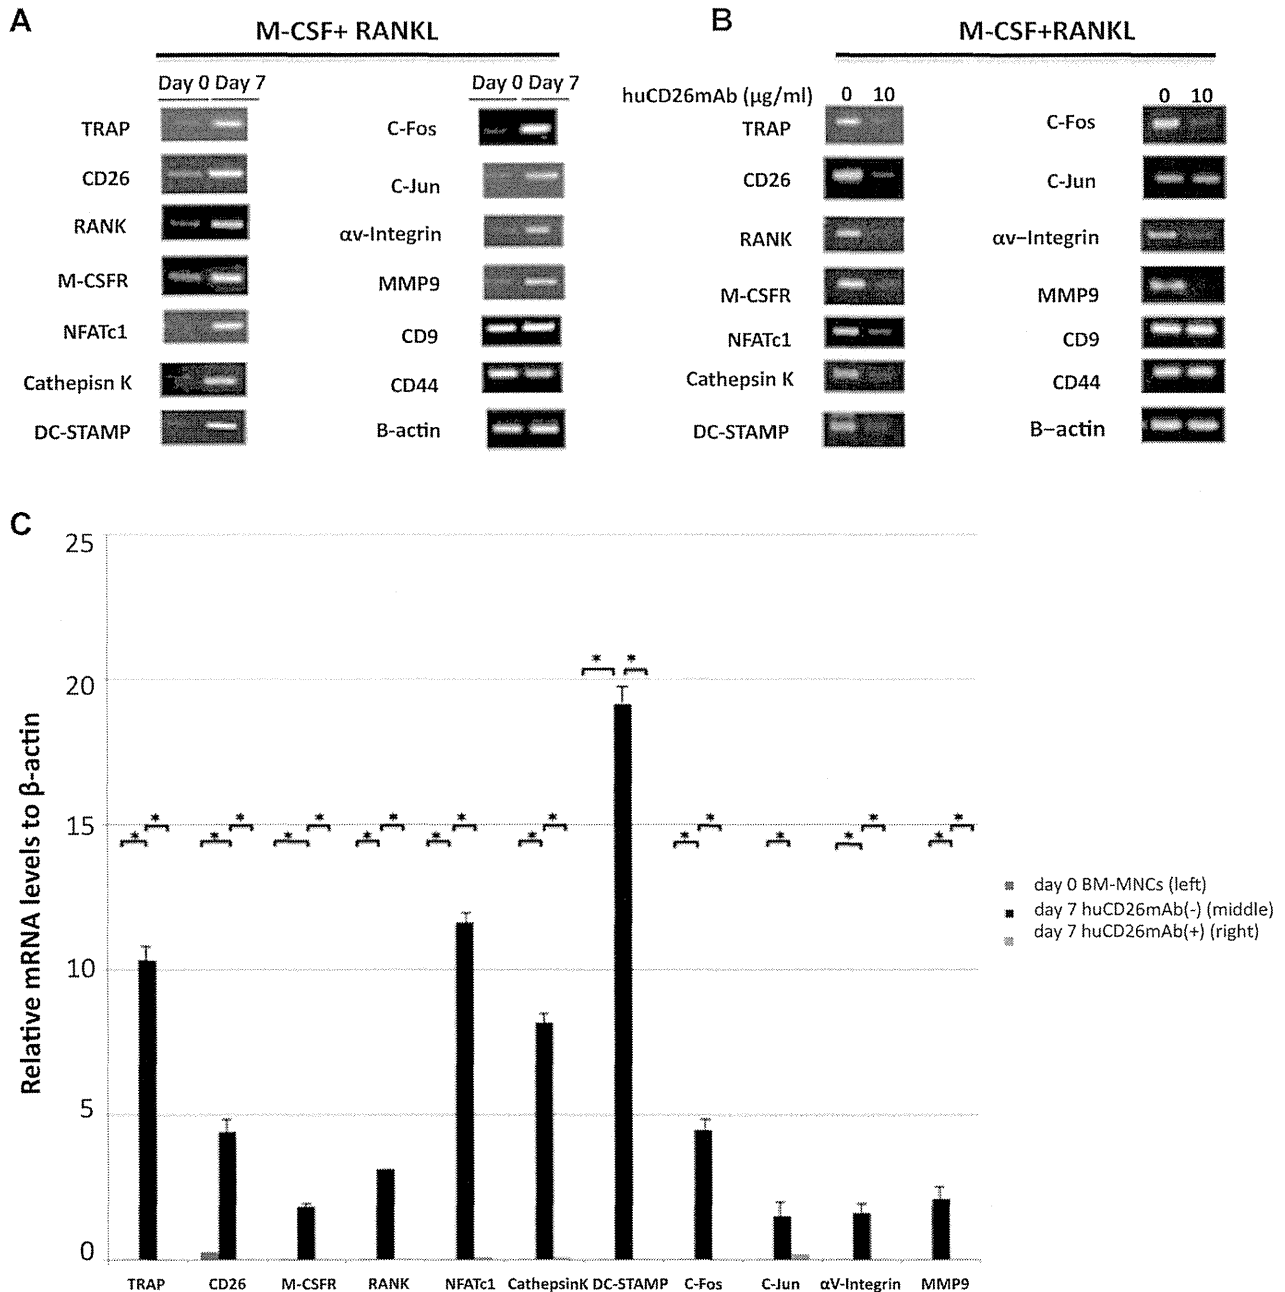 A
M-CSF+ RANKL
Day 0 Day 7
Day 0 Day 7
TRAP
CD26
RANK
M-CSFR
NFATc1
Cathepisn K
DC-STAMP
C-Fos
C-Jun
αv-Integrin
MMP9
CD9
CD44
B-actin
B
M-CSF+RANKL
huCD26mAb (μg/ml) 0 10
0 10
TRAP
CD26
RANK
M-CSFR
NFATc1
Cathepsin K
DC-STAMP
C-Fos
C-Jun
αv−Integrin
MMP9
CD9
CD44
B−actin
C
Relative mRNA levels to β-actin
25
20
15
10
5
0
* *
* * * * * * * * * * * * * * * * * * *
TRAP CD26 M-CSFR RANK NFATc1 CathepsinK DC-STAMP C-Fos C-Jun αV-Integrin MMP9
day 0 BM-MNCs (left)
day 7 huCD26mAb(-) (middle)
day 7 huCD26mAb(+) (right)